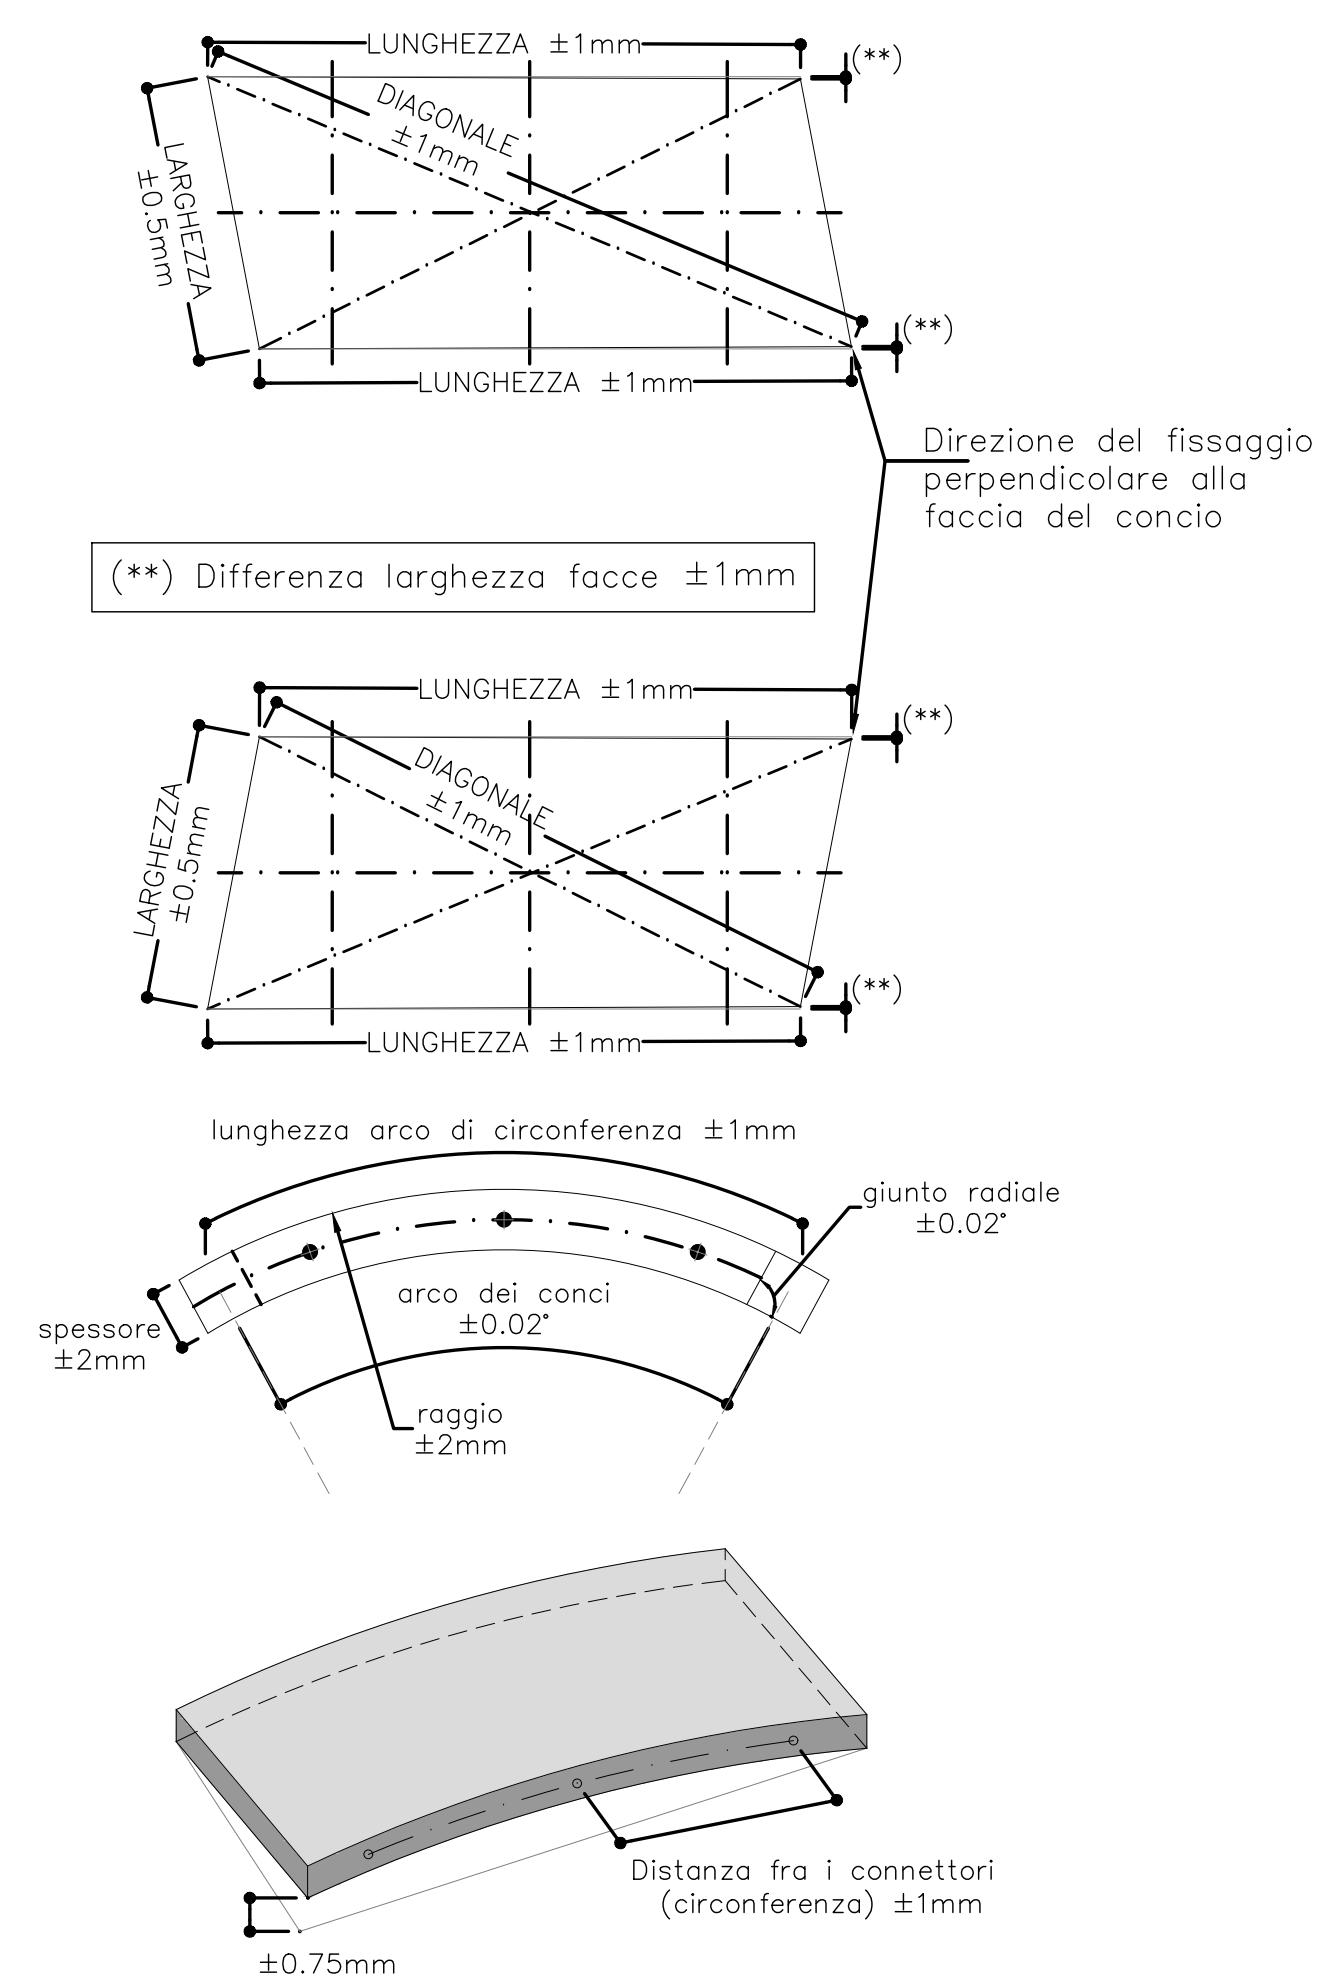 LUNGHEZZA ±1mm
(**)
DIAGONALE
±1mm
LARGHEZZA
±0.5mm
(**)
LUNGHEZZA ±1mm
Direzione del fissaggio
perpendicolare alla
faccia del concio
(**) Differenza larghezza facce ±1mm
LUNGHEZZA ±1mm
(**)
DIAGONALE
±1mm
LARGHEZZA
±0.5mm
(**)
LUNGHEZZA ±1mm
lunghezza arco di circonferenza ±1mm
giunto radiale
±0.02°
arco dei conci
±0.02°
spessore
±2mm
raggio
±2mm
Distanza fra i connettori
(circonferenza) ±1mm
±0.75mm